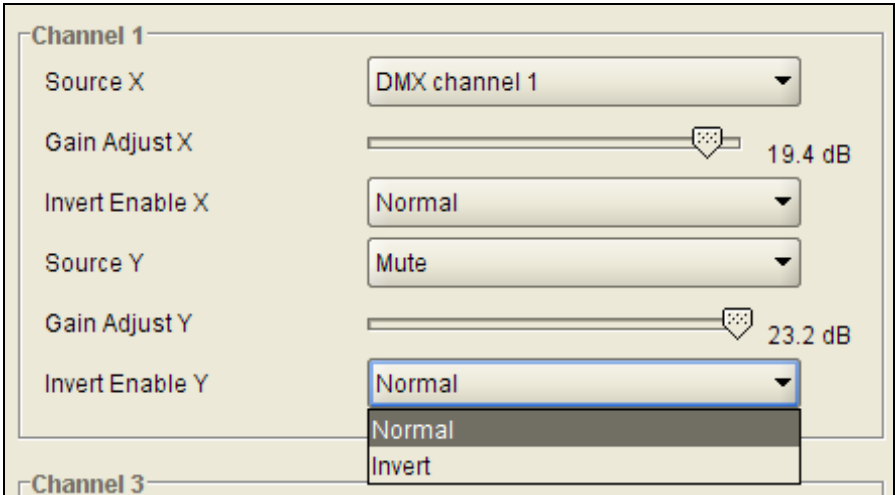 Channel 1
Source X DMX channel 1
Gain Adjust X 19.4 dB
Invert Enable X Normal
Source Y Mute
Gain Adjust Y 23.2 dB
Invert Enable Y Normal
Normal
Invert
Channel 3